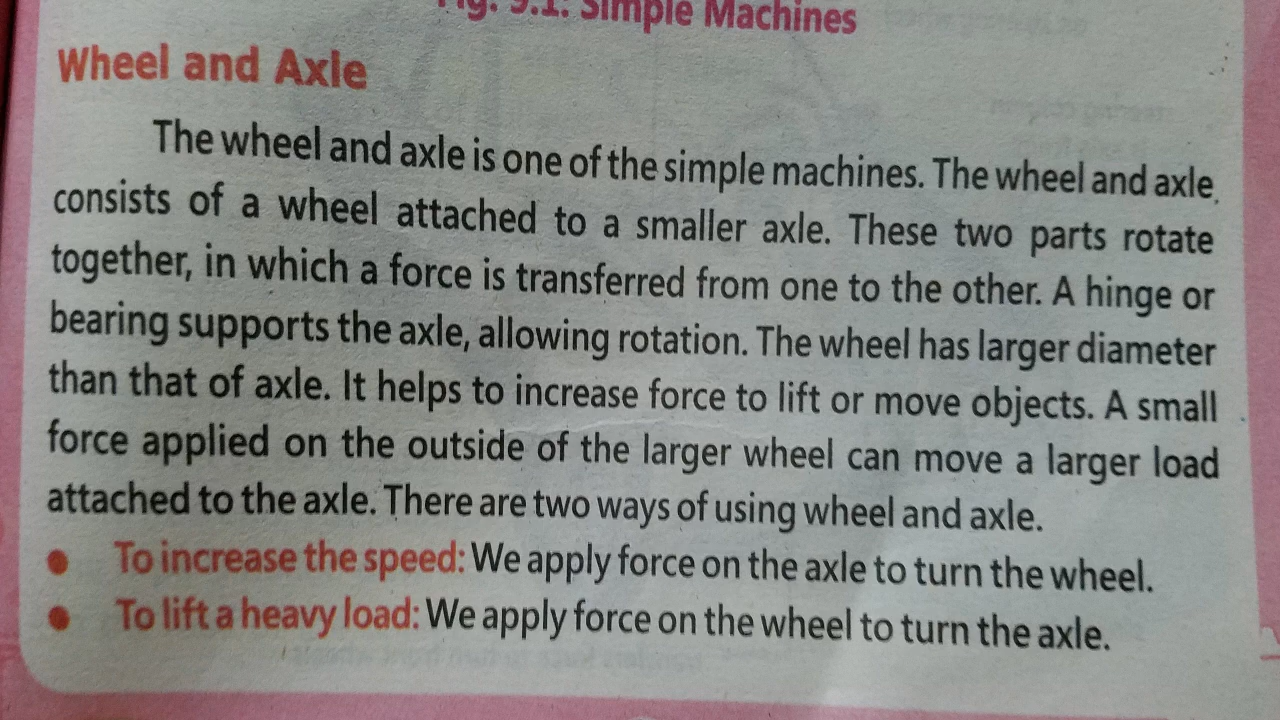 Fig. 9.1: Simple Machines
Wheel and Axle
The wheel and axle is one of the simple machines. The wheel and axle
consists of a wheel attached to a smaller axle. These two parts rotate
together, in which a force is transferred from one to the other. A hinge or
bearing supports the axle, allowing rotation. The wheel has larger diameter
than that of axle. It helps to increase force to lift or move objects. A small
force applied on the outside of the larger wheel can move a larger load
attached to the axle. There are two ways of using wheel and axle.
● To increase the speed: We apply force on the axle to turn the wheel.
● To lift a heavy load: We apply force on the wheel to turn the axle.